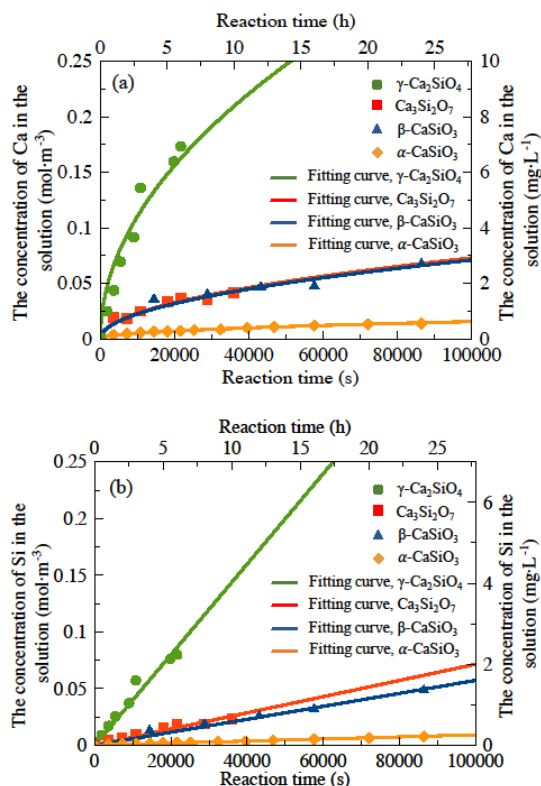 Reaction time (h)
0 5 10 15 20 25
(a)
0.25
0.2
0.15
0.1
0.05
0
The concentration of Ca in the
solution (mol·m⁻³)
γ-Ca₂SiO₄
Ca₃Si₂O₇
β-CaSiO₃
α-CaSiO₃
Fitting curve, γ-Ca₂SiO₄
Fitting curve, Ca₃Si₂O₇
Fitting curve, β-CaSiO₃
Fitting curve, α-CaSiO₃
10
8
6
4
2
0
The concentration of Ca in the
solution (mg·L⁻¹)
0 20000 40000 60000 80000 100000
Reaction time (s)
Reaction time (h)
0 5 10 15 20 25
(b)
0.25
0.2
0.15
0.1
0.05
0
The concentration of Si in the
solution (mol·m⁻³)
γ-Ca₂SiO₄
Ca₃Si₂O₇
β-CaSiO₃
α-CaSiO₃
Fitting curve, γ-Ca₂SiO₄
Fitting curve, Ca₃Si₂O₇
Fitting curve, β-CaSiO₃
Fitting curve, α-CaSiO₃
6
4
2
0
The concentration of Si in the
solution (mg·L⁻¹)
0 20000 40000 60000 80000 100000
Reaction time (s)